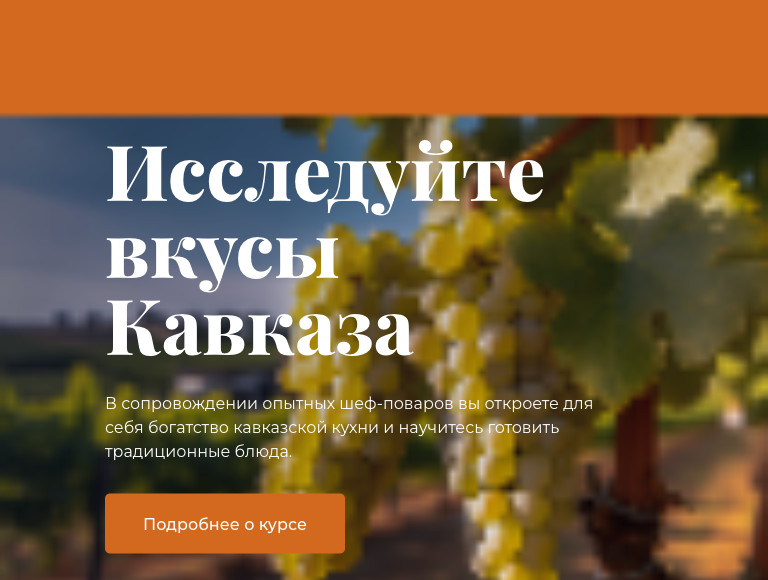 Исследуйте
вкусы
Кавказа
В сопровождении опытных шеф-поваров вы откроете для
себя богатство кавказской кухни и научитесь готовить
традиционные блюда.
Подробнее о курсе